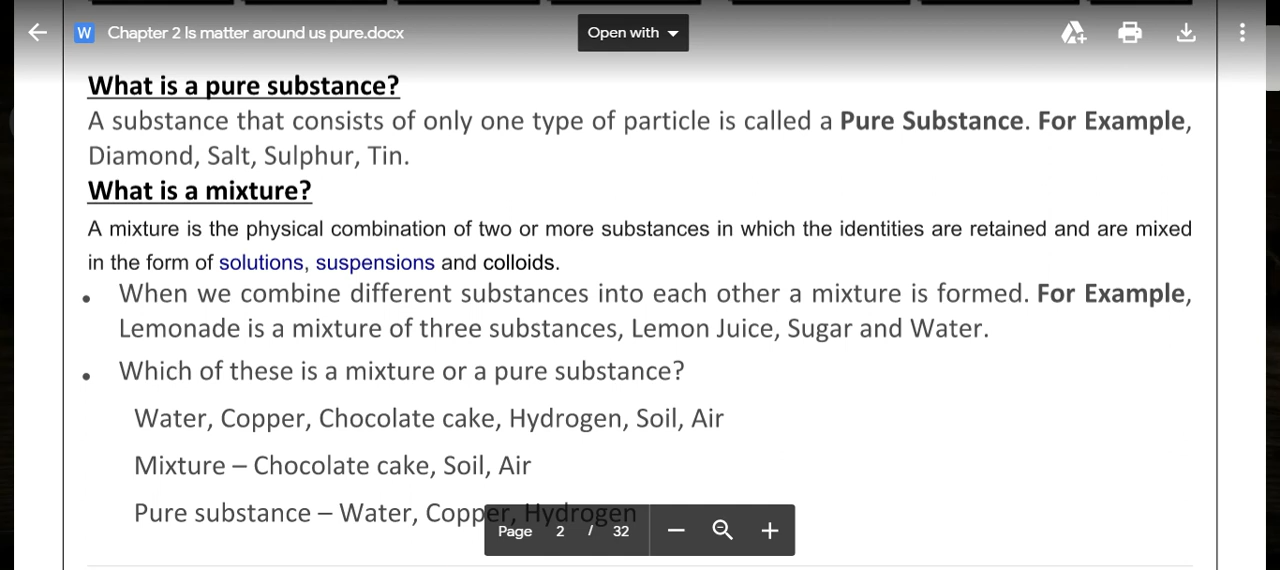 Chapter 2 Is matter around us pure.docx
Open with
What is a pure substance?
A substance that consists of only one type of particle is called a Pure Substance. For Example,
Diamond, Salt, Sulphur, Tin.
What is a mixture?
A mixture is the physical combination of two or more substances in which the identities are retained and are mixed
in the form of solutions, suspensions and colloids.
• When we combine different substances into each other a mixture is formed. For Example,
Lemonade is a mixture of three substances, Lemon Juice, Sugar and Water.
• Which of these is a mixture or a pure substance?
Water, Copper, Chocolate cake, Hydrogen, Soil, Air
Mixture – Chocolate cake, Soil, Air
Pure substance – Water, Copper, Hydrogen
Page 2 / 32